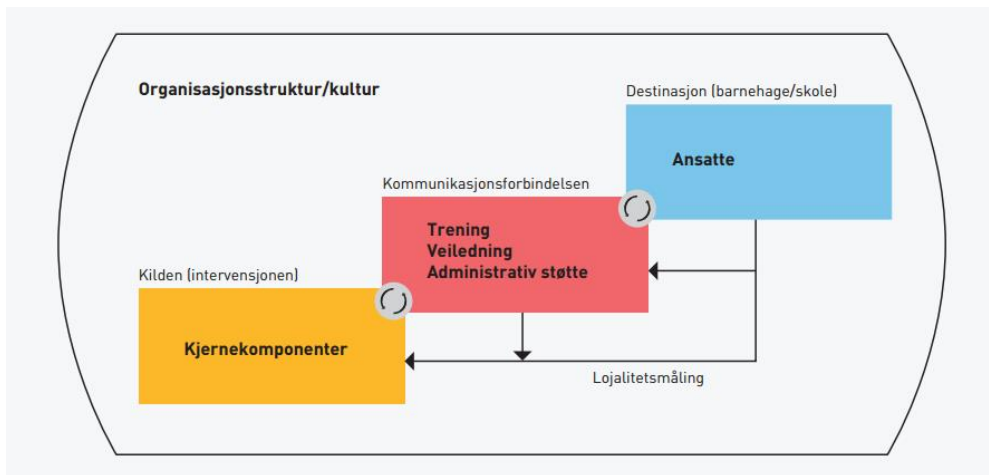 Organisasjonsstruktur/kultur
Destinasjon (barnehage/skole)
Ansatte
Kommunikasjonsforbindelsen
Trening
Veiledning
Administrativ støtte
Kilden (intervensjonen)
Kjernekomponenter
Lojalitetsmåling